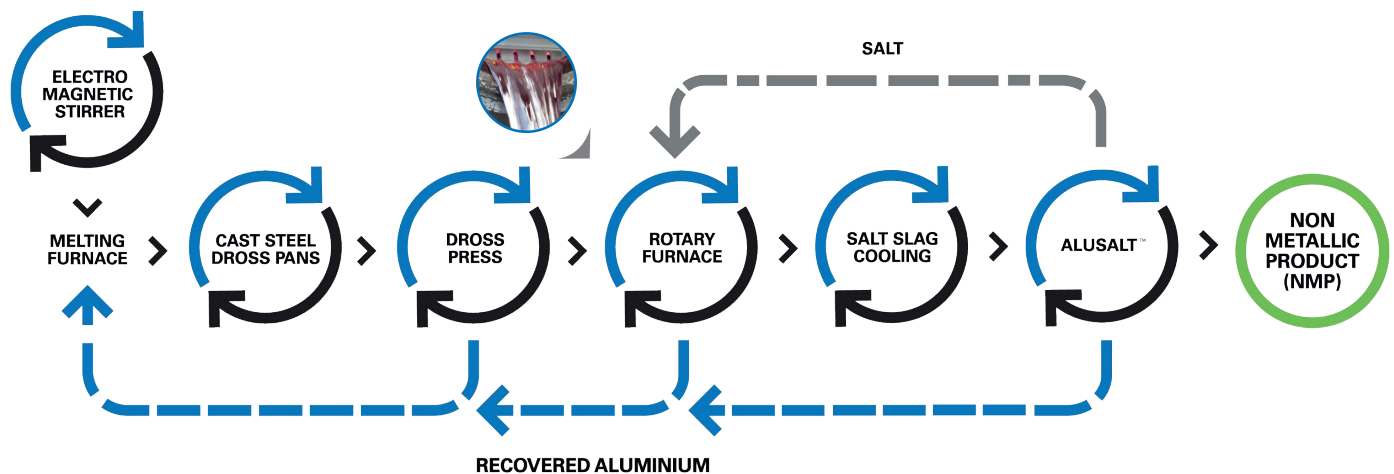 SALT
ELECTRO
MAGNETIC
STIRRER
MELTING
FURNACE
CAST STEEL
DROSS PANS
DROSS
PRESS
ROTARY
FURNACE
SALT SLAG
COOLING
ALUSALT™
NON
METALLIC
PRODUCT
(NMP)
RECOVERED ALUMINIUM